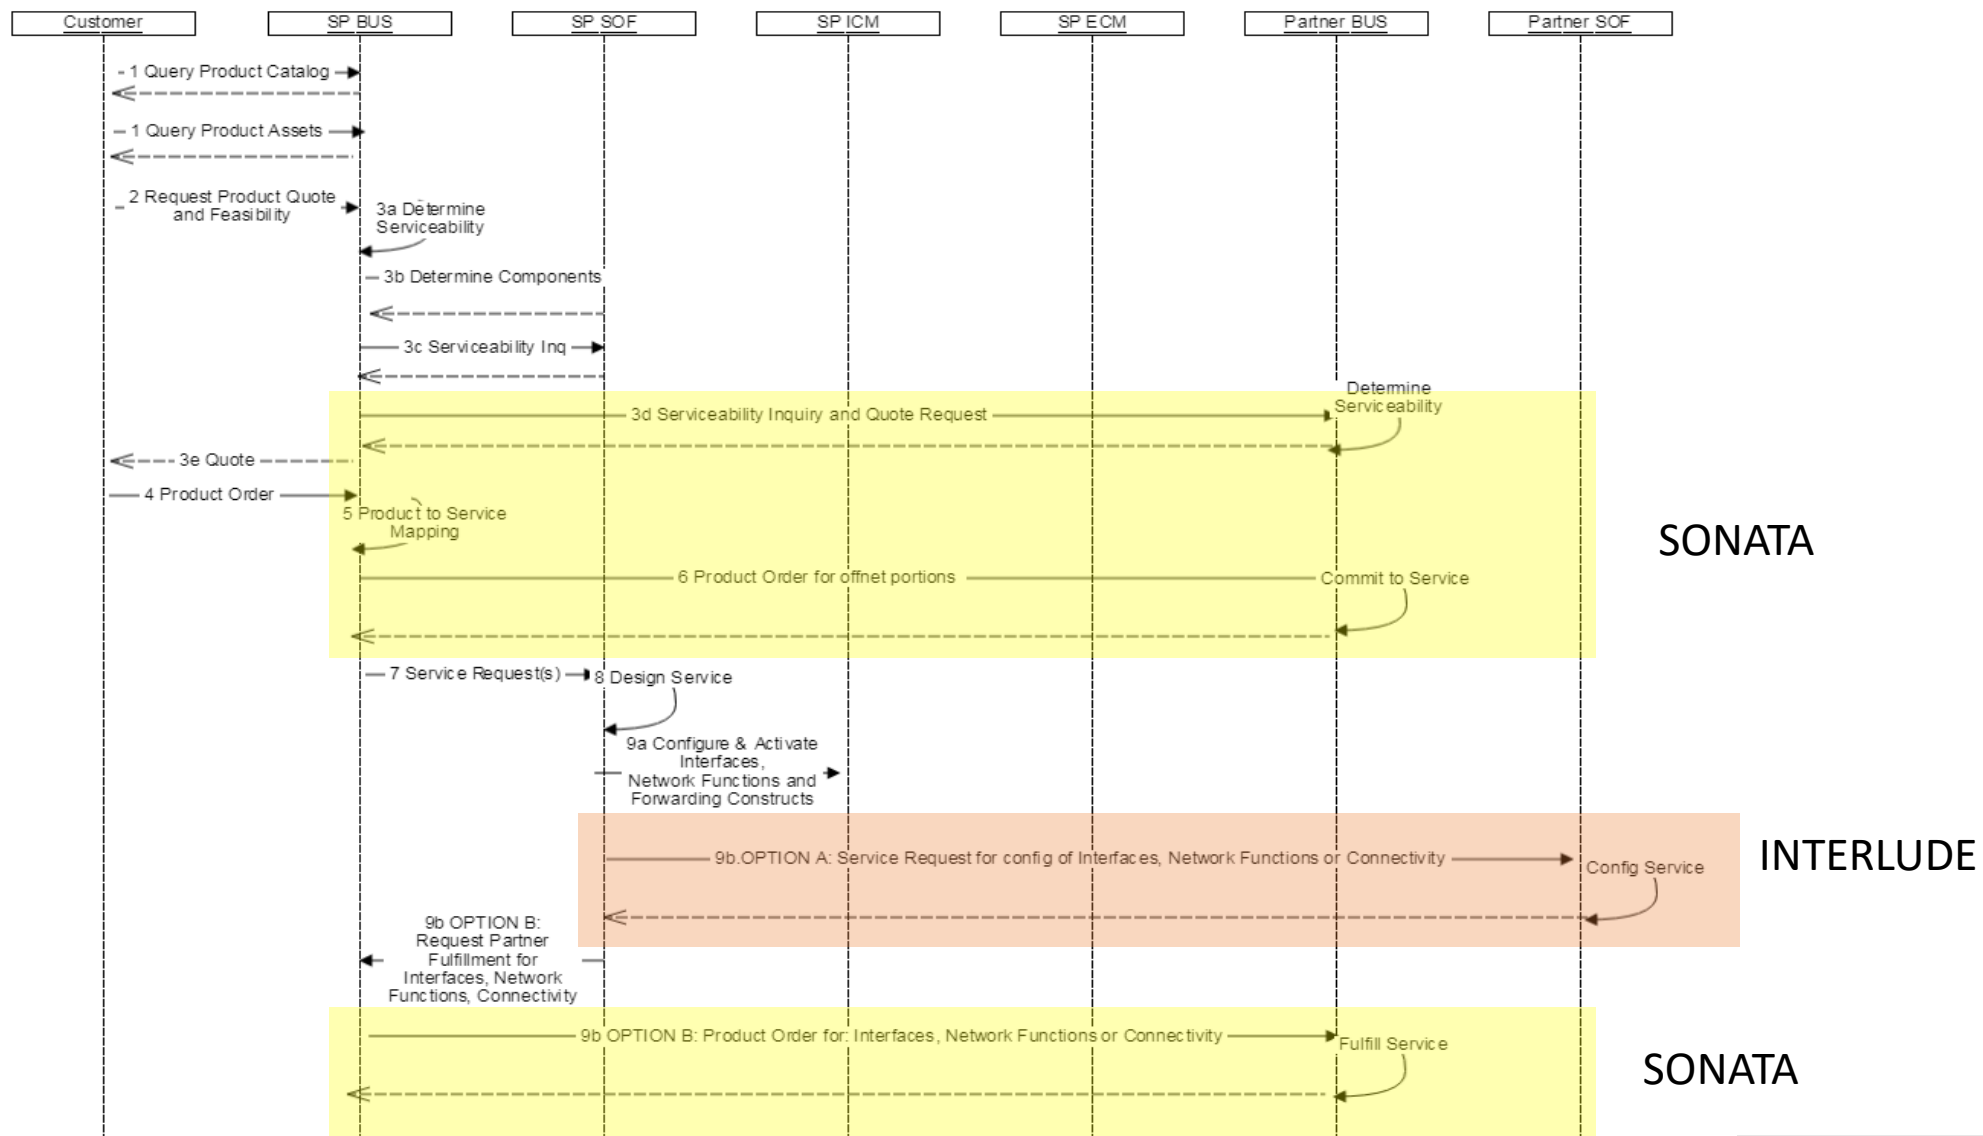 Customer
SP BUS
SP SOF
SP ICM
SP ECM
Partner BUS
Partner SOF
1 Query Product Catalog
1 Query Product Assets
2 Request Product Quote
and Feasibility
3a Determine
Serviceability
3b Determine Components
3c Serviceability Inq
Determine
Serviceability
3d Serviceability Inquiry and Quote Request
3e Quote
4 Product Order
5 Product to Service
Mapping
SONATA
6 Product Order for offnet portions
Commit to Service
7 Service Request(s)
8 Design Service
9a Configure & Activate
Interfaces,
Network Functions and
Forwarding Constructs
9b.OPTION A: Service Request for config of Interfaces, Network Functions or Connectivity
Config Service
INTERLUDE
9b OPTION B:
Request Partner
Fulfillment for
Interfaces, Network
Functions, Connectivity
9b OPTION B: Product Order for: Interfaces, Network Functions or Connectivity
Fulfill Service
SONATA